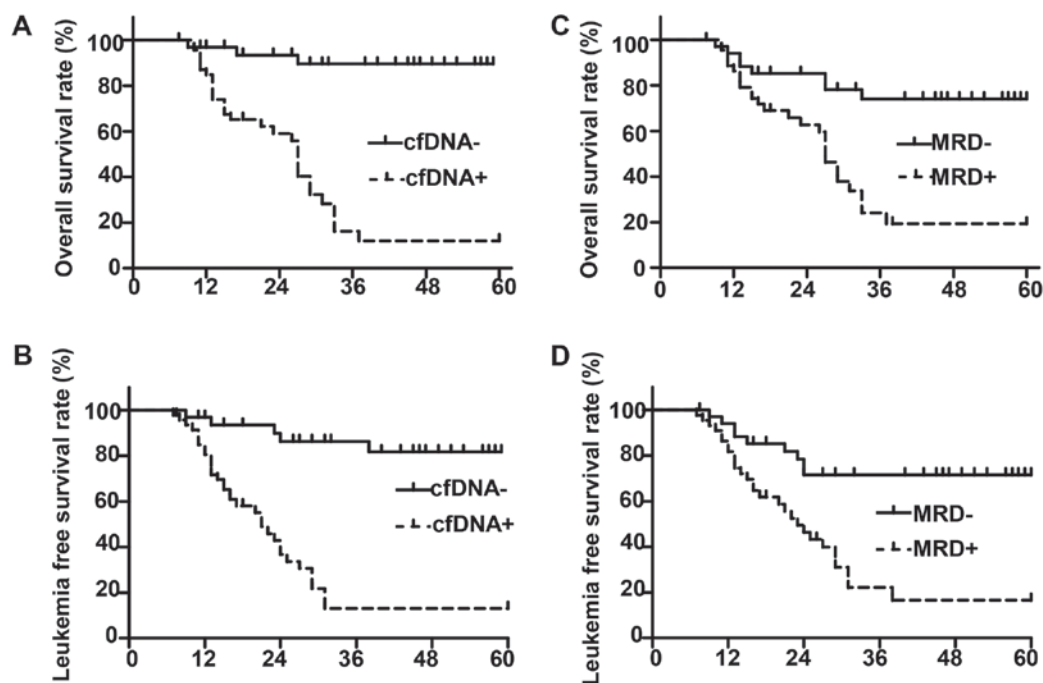 A
Overall survival rate (%)
100
80
60
40
20
0
cfDNA-
cfDNA+
0 12 24 36 48 60
C
Overall survival rate (%)
100
80
60
40
20
0
MRD-
MRD+
0 12 24 36 48 60
B
Leukemia free survival rate (%)
100
80
60
40
20
0
cfDNA-
cfDNA+
0 12 24 36 48 60
D
Leukemia free survival rate (%)
100
80
60
40
20
0
MRD-
MRD+
0 12 24 36 48 60